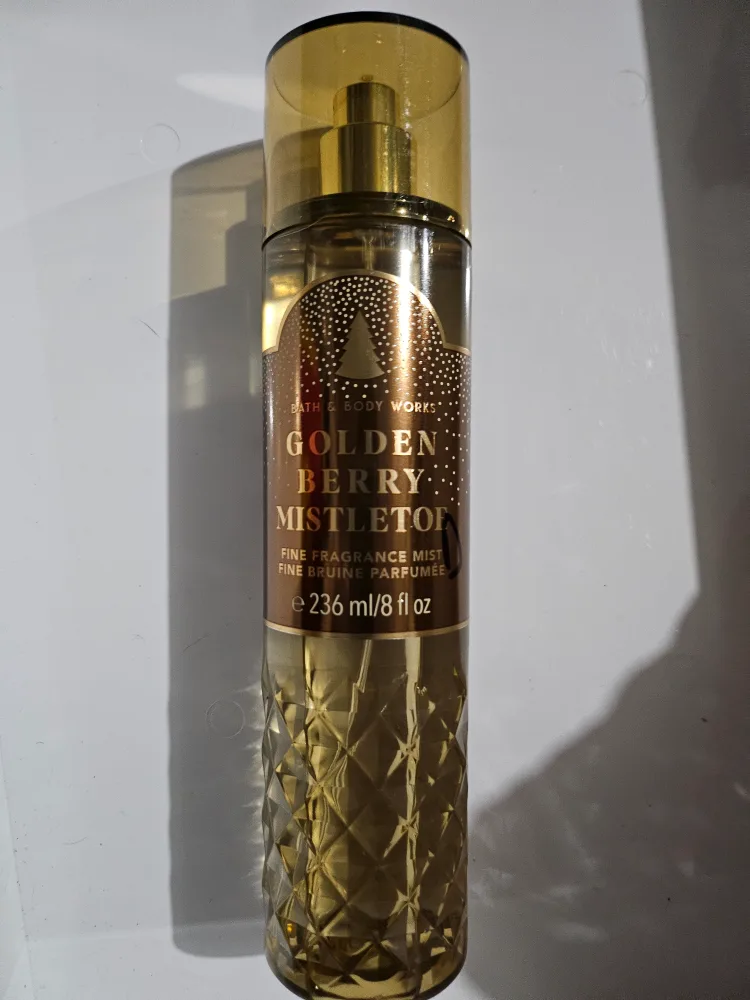 BATH & BODY WORKS
GOLDEN
BERRY
MISTLETOE
FINE FRAGRANCE MIST
FINE BRUINE PARFUMÉE
e 236 ml/8 fl oz